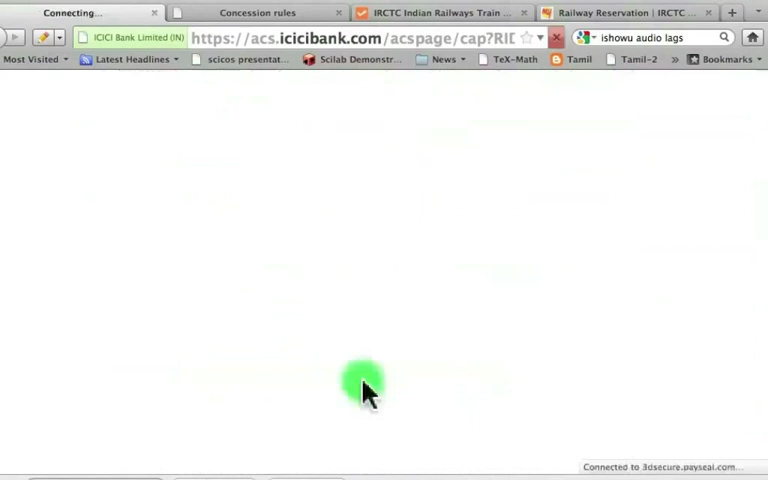 Connecting... Concession rules IRCTC Indian Railways Train ... Railway Reservation | IRCTC ...
ICICI Bank Limited (IN) https://acs.icicibank.com/acspage/cap?RID ishowu audio lags
Most Visited Latest Headlines scicos presentat... Scilab Demonstr... News TeX-Math Tamil Tamil-2 » Bookmarks
Connected to 3dsecure.payseal.com...